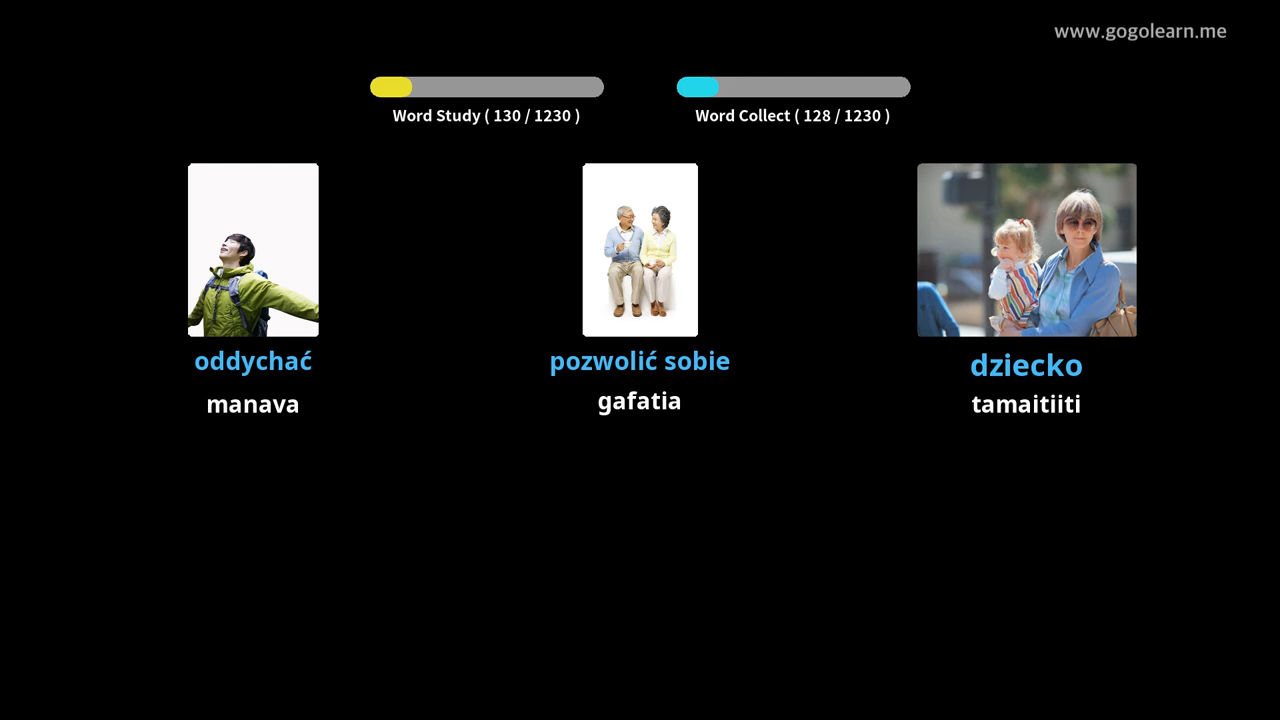 www.gogolearn.me
Word Study ( 130 / 1230 )
Word Collect ( 128 / 1230 )
oddychać
manava
pozwolić sobie
gafatia
dziecko
tamaitiiti